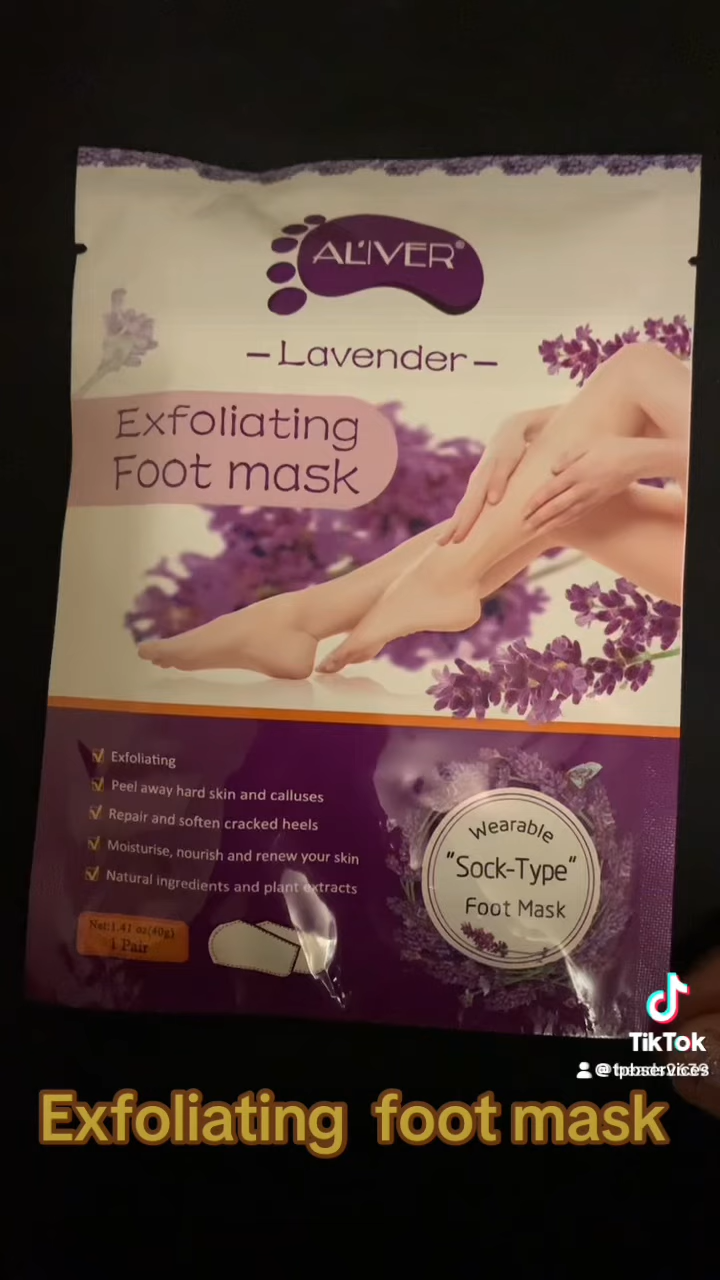 AL'IVER®
–Lavender–
Exfoliating
Foot mask
Exfoliating
Peel away hard skin and calluses
Repair and soften cracked heels
Moisturise, nourish and renew your skin
Natural ingredients and plant extracts
Net:1.41 oz(40g)
1 Pair
Wearable
"Sock-Type"
Foot Mask
TikTok
Exfoliating foot mask